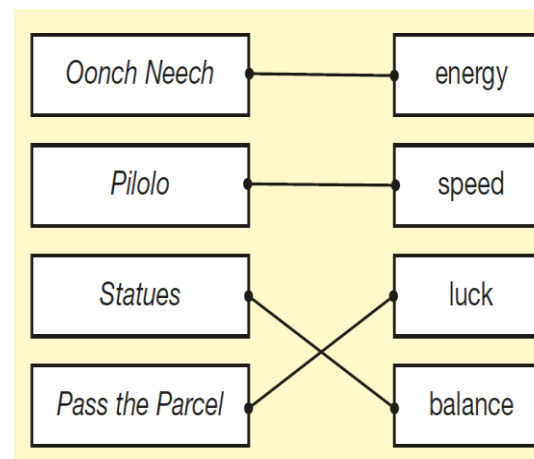 Oonch Neech energy
Pilolo speed
Statues luck
Pass the Parcel balance